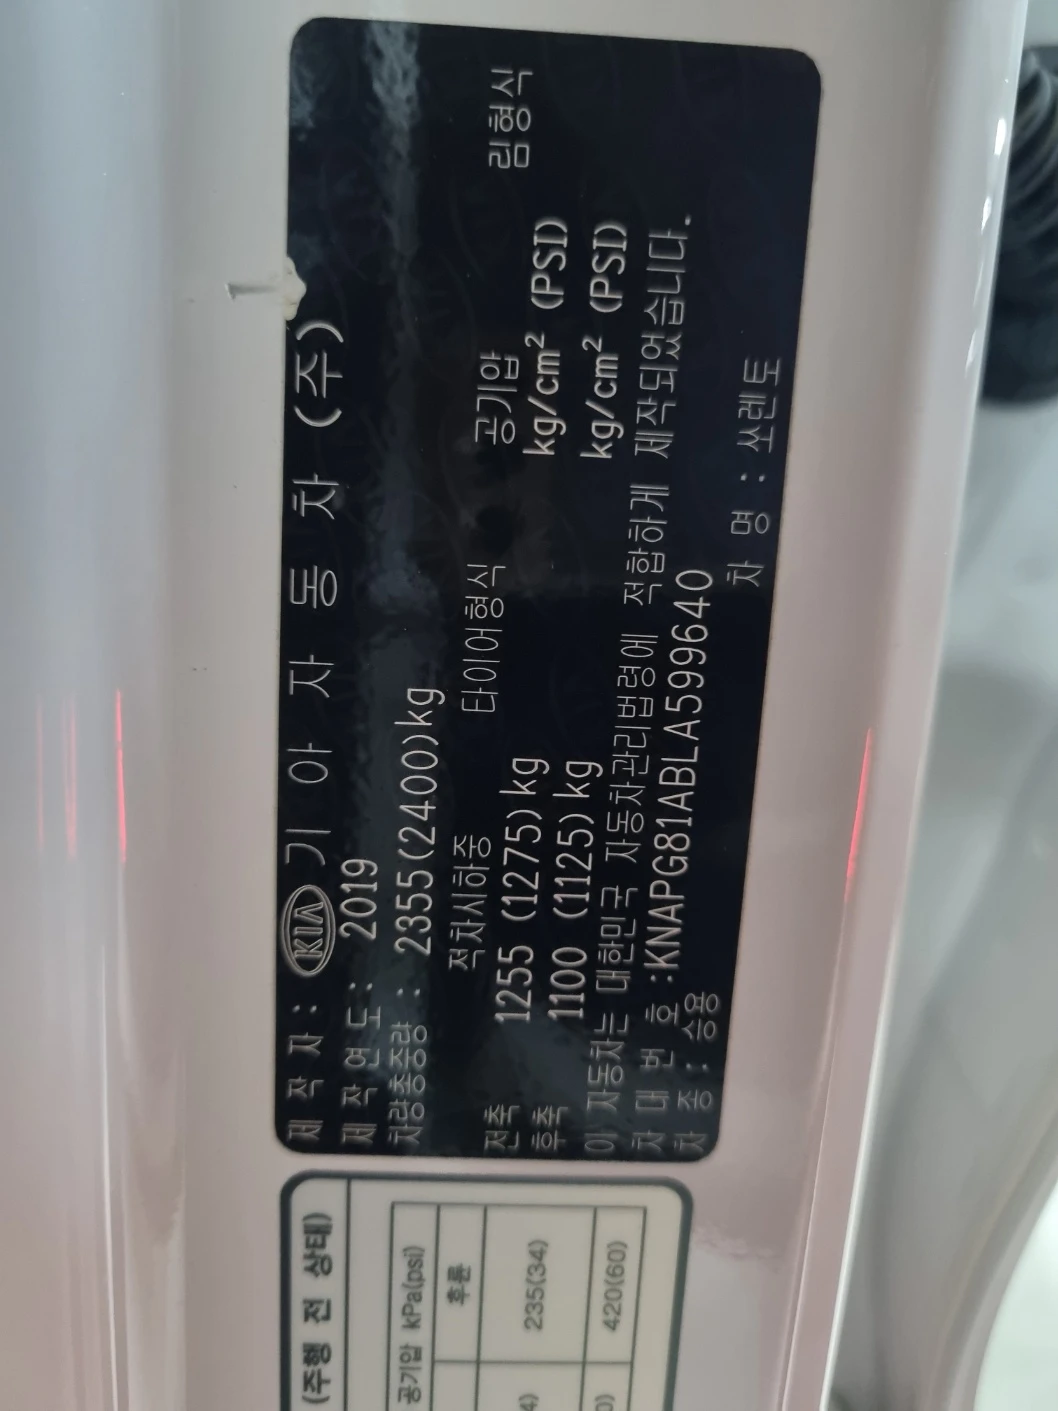 제 작 자 : KIA 기 아 자 동 차 (주)
제 작 연 도 : 2019
차량총중량 : 2355(2400)kg
적차시하중 타이어형식 공기압 림형식
전축 1255 (1275)kg kg/cm² (PSI)
후축 1100 (1125)kg kg/cm² (PSI)
이 자동차는 대한민국 자동차관리법령에 적합하게 제작되었습니다.
차 대 번 호 :KNAPG81ABLA599640
차 종 : 승용 차 명 : 쏘렌토
(주행 전 상태)
공기압 kPa(psi)
후륜
4) 235(34)
0) 420(60)